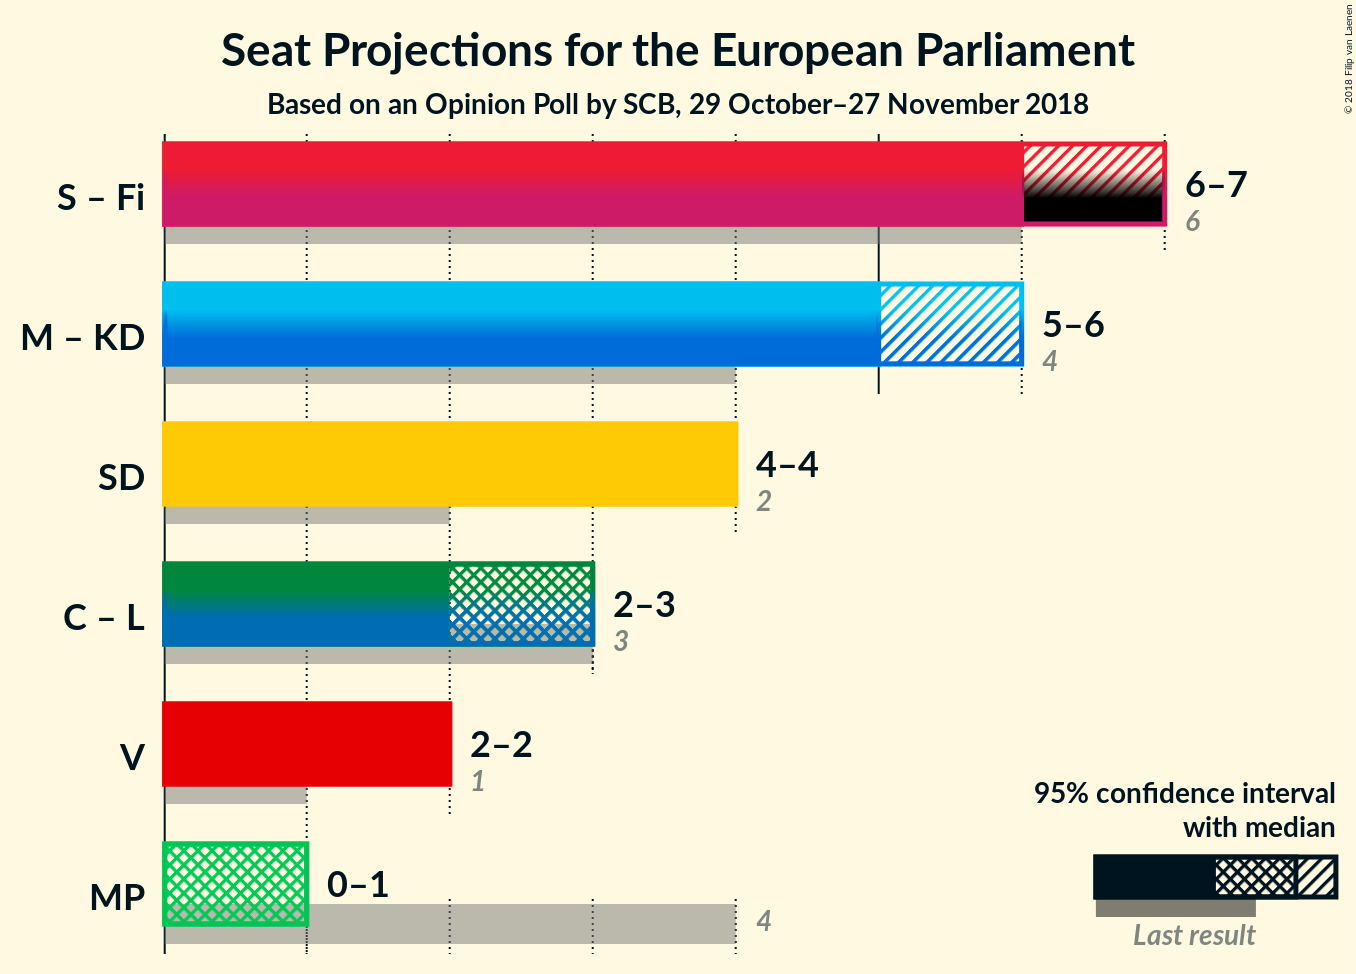 Seat Projections for the European Parliament
Based on an Opinion Poll by SCB, 29 October–27 November 2018
© 2018 Filip van Laenen
S – Fi
6–7
6
M – KD
5–6
4
SD
4–4
2
C – L
2–3
3
V
2–2
1
MP
0–1
4
95% confidence interval
with median
Last result